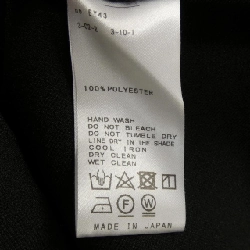 100% POLYESTER
HAND WASH
DO NOT BLEACH
DO NOT TUMBLE DRY
LINE DRY IN THE SHADE
COOL IRON
DRY CLEAN
WET CLEAN
F W
MADE IN JAPAN